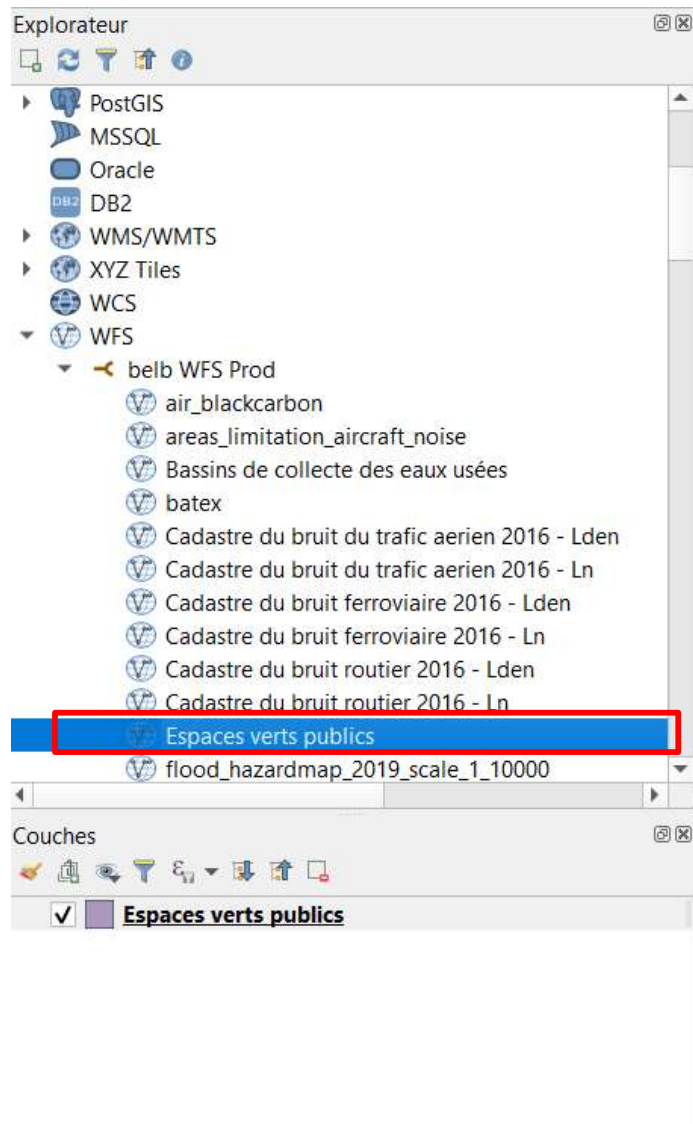 Explorateur
PostGIS
MSSQL
Oracle
DB2 DB2
WMS/WMTS
XYZ Tiles
WCS
WFS
belb WFS Prod
air_blackcarbon
areas_limitation_aircraft_noise
Bassins de collecte des eaux usées
batex
Cadastre du bruit du trafic aerien 2016 - Lden
Cadastre du bruit du trafic aerien 2016 - Ln
Cadastre du bruit ferroviaire 2016 - Lden
Cadastre du bruit ferroviaire 2016 - Ln
Cadastre du bruit routier 2016 - Lden
Cadastre du bruit routier 2016 - Ln
Espaces verts publics
flood_hazardmap_2019_scale_1_10000
Couches
Espaces verts publics